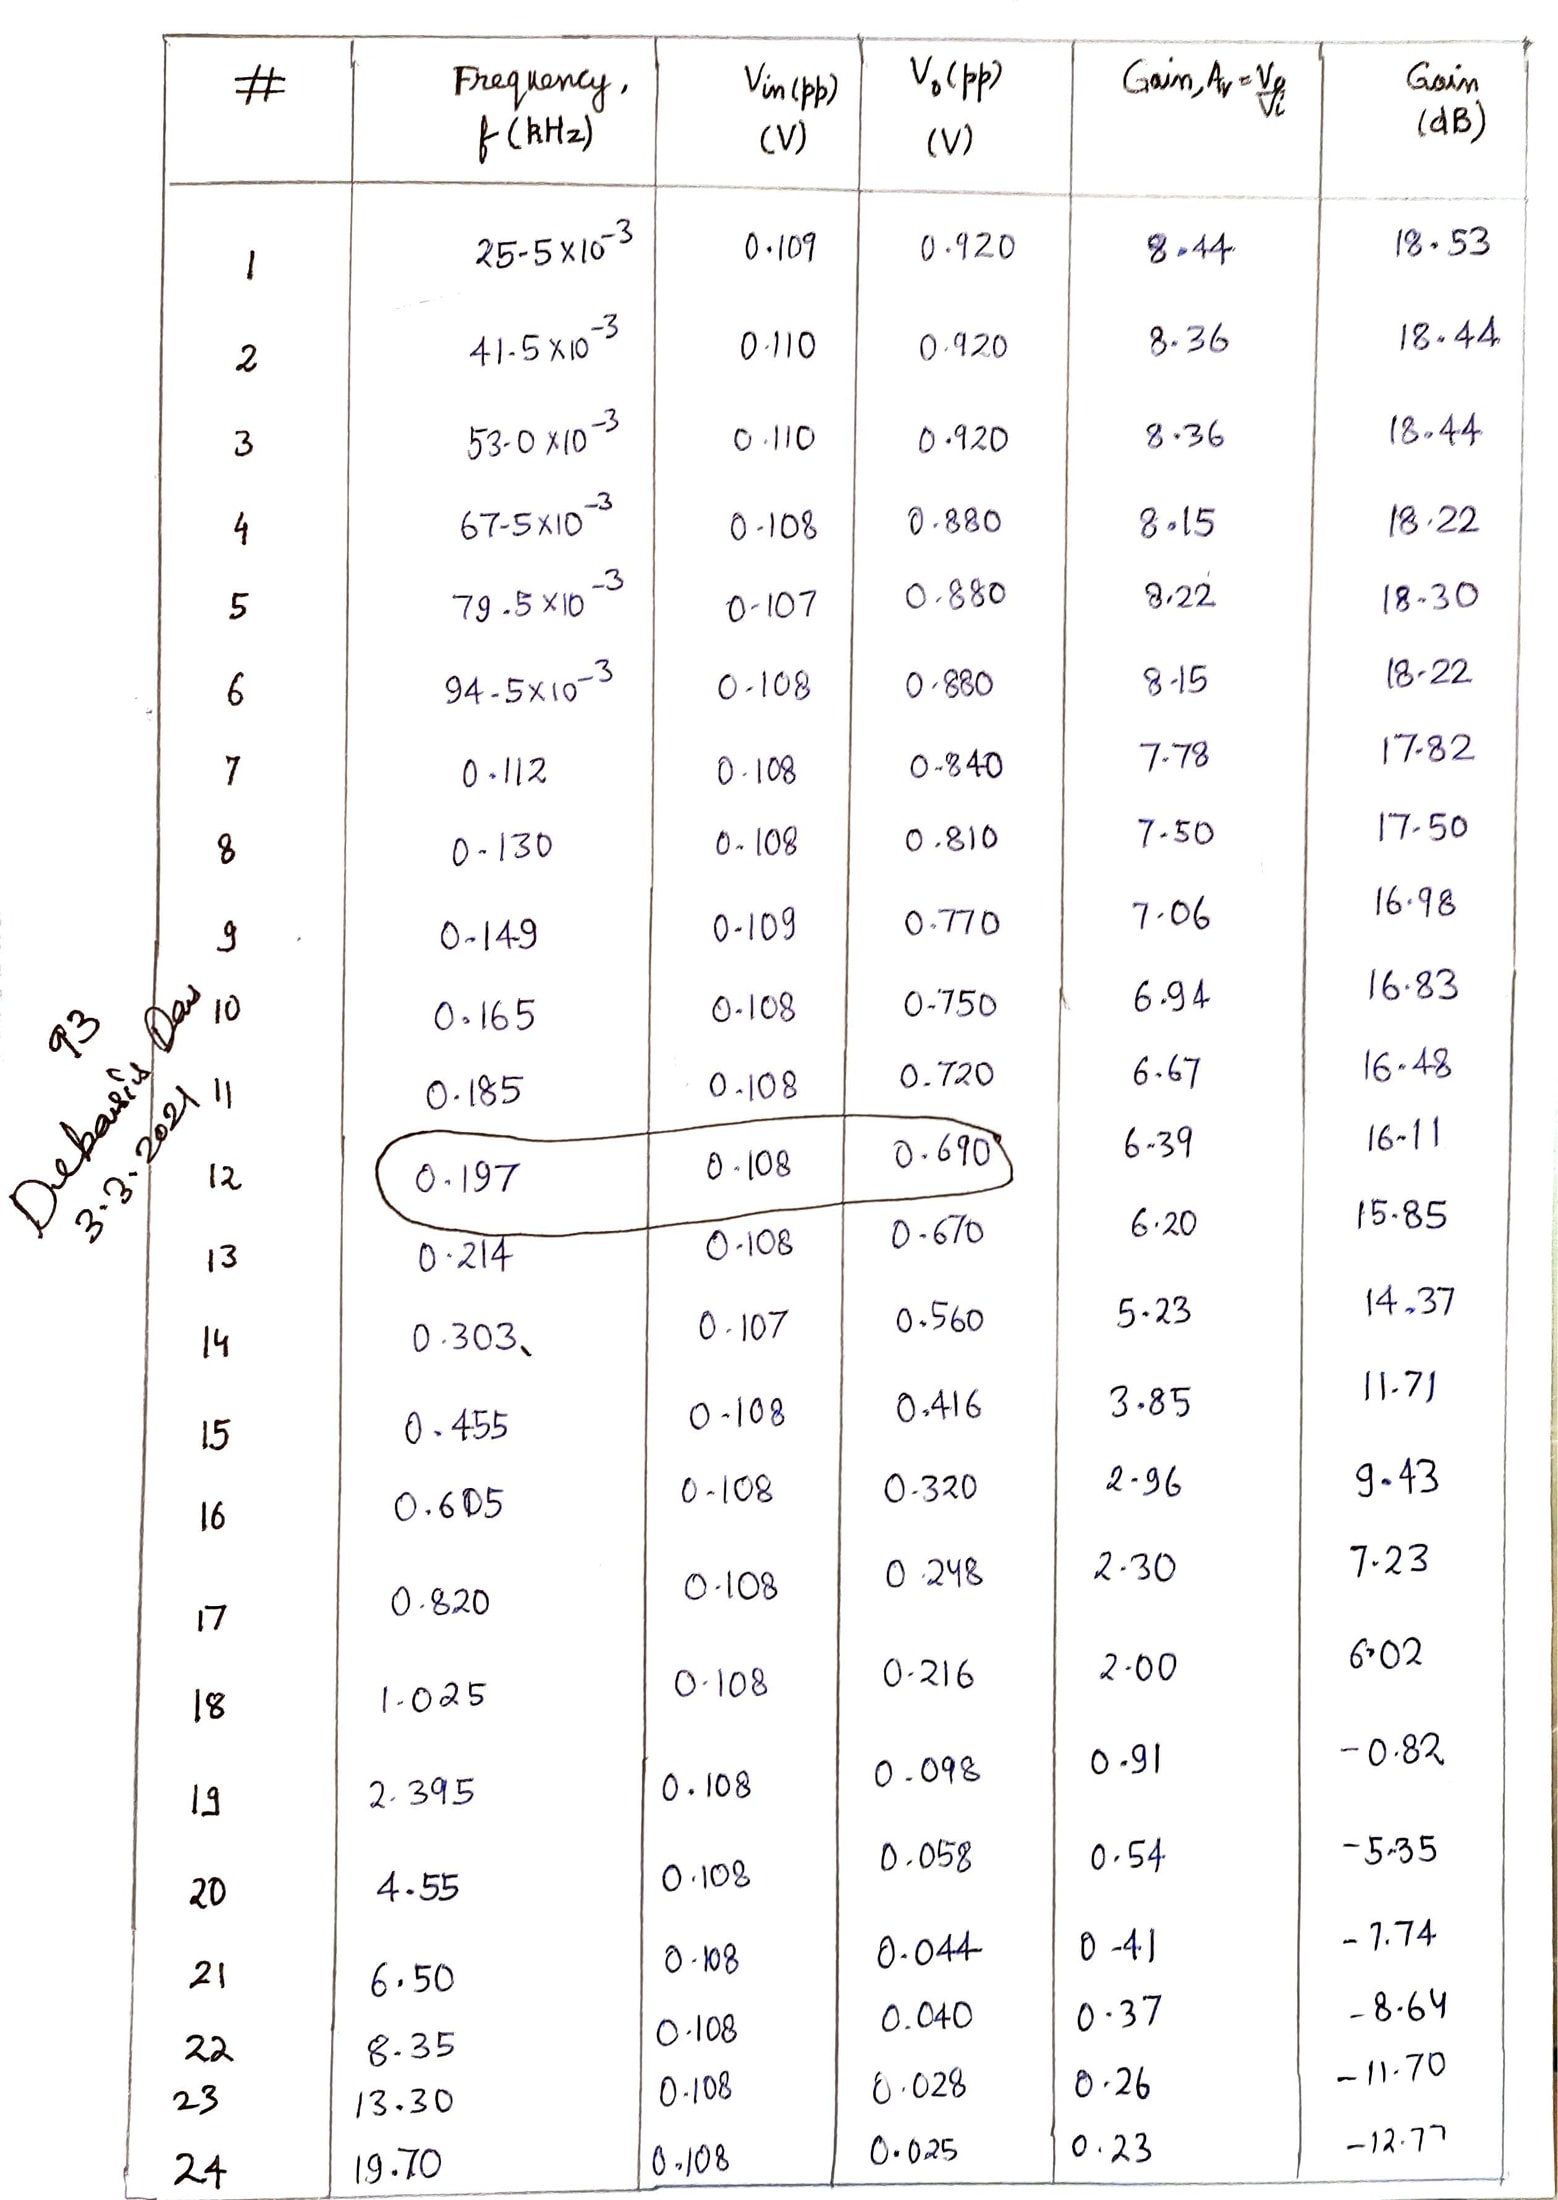 # Frequency, f (kHz) Vin (pp) (V) Vo (pp) (V) Gain, Av = Vo/Vi Gain (dB)
1 25.5 x 10^-3 0.109 0.920 8.44 18.53
2 41.5 x 10^-3 0.110 0.920 8.36 18.44
3 53.0 x 10^-3 0.110 0.920 8.36 18.44
4 67.5 x 10^-3 0.108 0.880 8.15 18.22
5 79.5 x 10^-3 0.107 0.880 8.22 18.30
6 94.5 x 10^-3 0.108 0.880 8.15 18.22
7 0.112 0.108 0.840 7.78 17.82
8 0.130 0.108 0.810 7.50 17.50
9 0.149 0.109 0.770 7.06 16.98
10 0.165 0.108 0.750 6.94 16.83
11 0.185 0.108 0.720 6.67 16.48
12 0.197 0.108 0.690 6.39 16.11
13 0.214 0.108 0.670 6.20 15.85
14 0.303 0.107 0.560 5.23 14.37
15 0.455 0.108 0.416 3.85 11.71
16 0.605 0.108 0.320 2.96 9.43
17 0.820 0.108 0.248 2.30 7.23
18 1.025 0.108 0.216 2.00 6.02
19 2.395 0.108 0.098 0.91 -0.82
20 4.55 0.108 0.058 0.54 -5.35
21 6.50 0.108 0.044 0.41 -7.74
22 8.35 0.108 0.040 0.37 -8.64
23 13.30 0.108 0.028 0.26 -11.70
24 19.70 0.108 0.025 0.23 -12.77
93
Debasis Das
3.3.2021